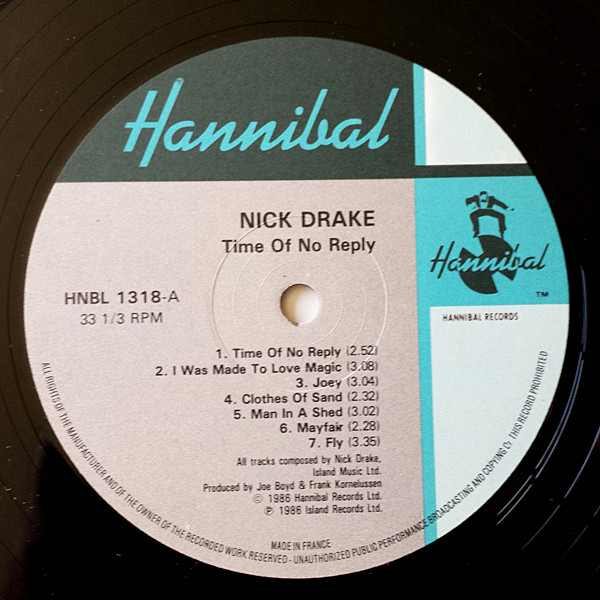 Hannibal
NICK DRAKE
Time Of No Reply
Hannibal
TM
HNBL 1318-A
33 1/3 RPM
HANNIBAL RECORDS
1. Time Of No Reply (2.52)
2. I Was Made To Love Magic (3.08)
3. Joey (3.04)
4. Clothes Of Sand (2.32)
5. Man In A Shed (3.02)
6. Mayfair (2.28)
7. Fly (3.35)
All tracks composed by Nick Drake,
Island Music Ltd.
Produced by Joe Boyd & Frank Kornelussen
© 1986 Hannibal Records Ltd.
℗ 1986 Island Records Ltd.
MADE IN FRANCE
ALL RIGHTS OF THE MANUFACTURER AND OF THE OWNER OF THE RECORDED WORK RESERVED - UNAUTHORIZED PUBLIC PERFORMANCE BROADCASTING AND COPYING OF THIS RECORD PROHIBITED